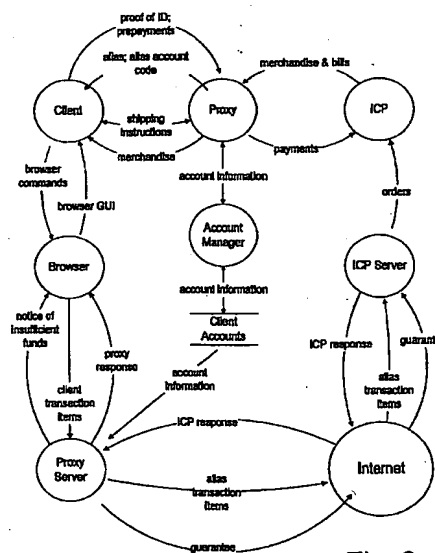 proof of ID;
prepayments
alias; alias account
code
merchandise & bills
Client
Proxy
ICP
shipping
instructions
merchandise
payments
browser
commands
browser GUI
account information
orders
Account
Manager
Browser
ICP Server
notice of
insufficient
funds
account information
Client
Accounts
proxy
response
ICP response
guarant
client
transaction
items
account
information
alias
transaction
items
ICP response
Proxy
Server
Internet
alias
transaction
items
guarantee